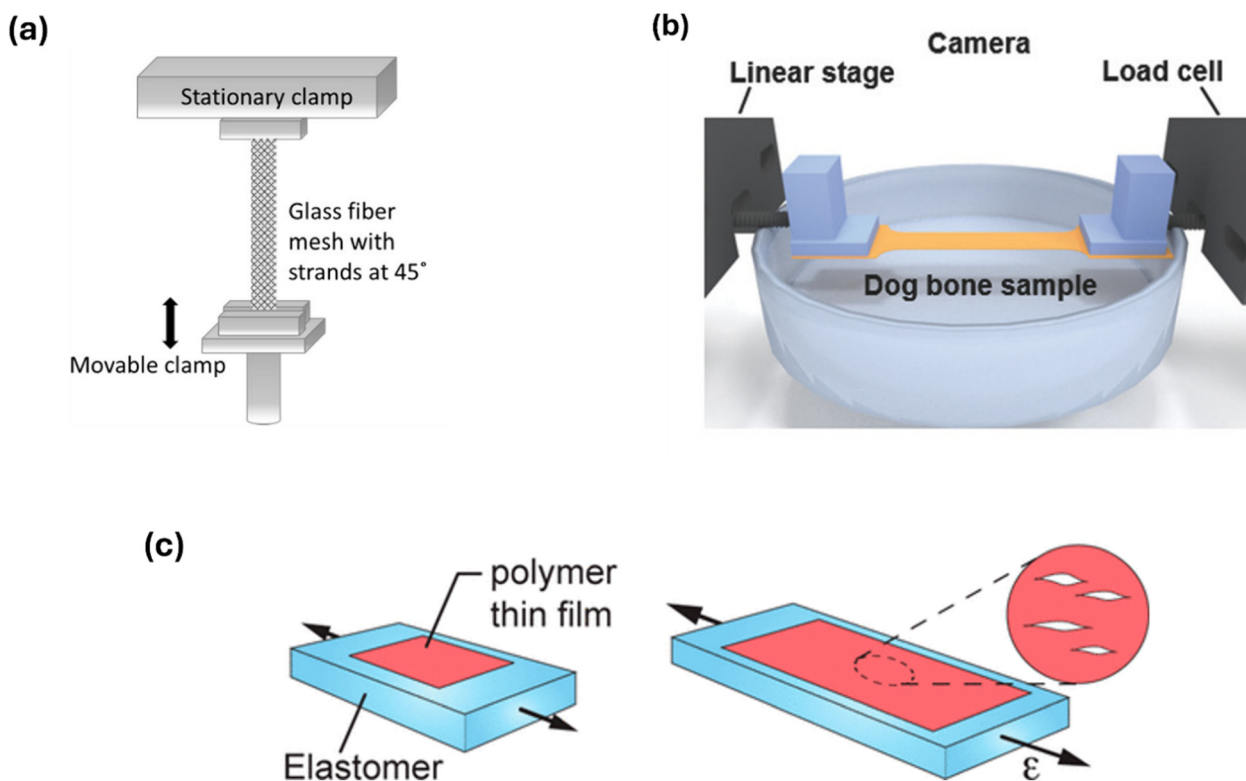 (a)
Stationary clamp
Glass fiber
mesh with
strands at 45˚
Movable clamp
(b)
Camera
Linear stage
Load cell
Dog bone sample
(c)
polymer
thin film
Elastomer
ε